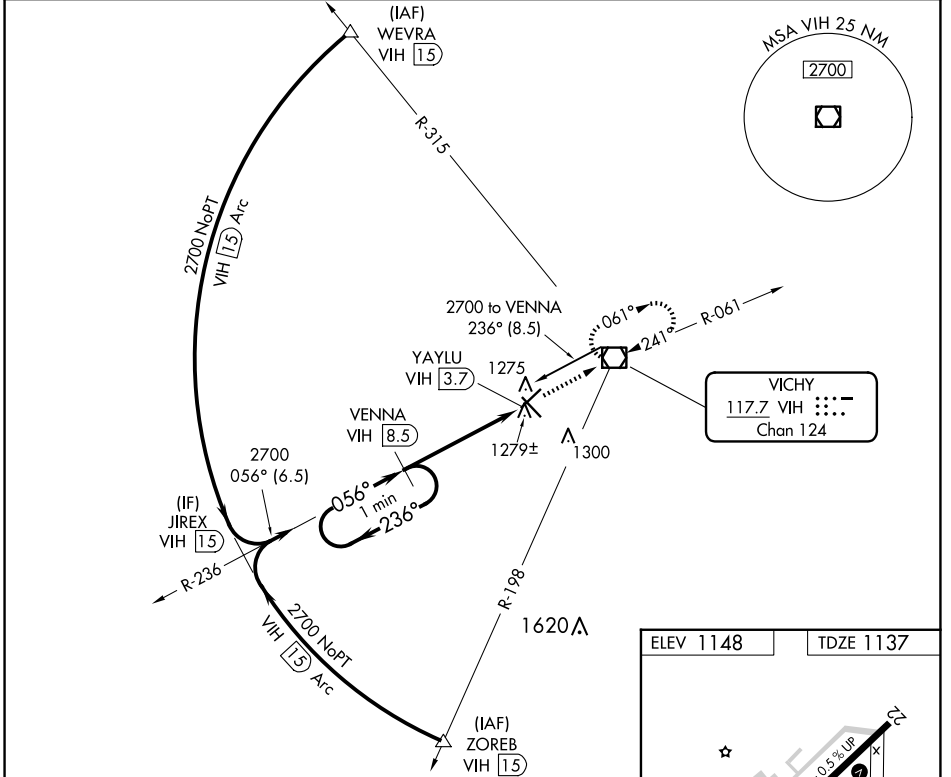 (IAF)
WEVRA
VIH 15
MSA VIH 25 NM
2700
R-315
2700 NoPT
VIH 15 Arc
2700 to VENNA
236° (8.5)
061°
R-061
241°
YAYLU
VIH 3.7
1275
VICHY
117.7 VIH
Chan 124
VENNA
VIH 8.5
1279±
1300
2700
056° (6.5)
056°
1 min
236°
(IF)
JIREX
VIH 15
R-236
R-198
2700 NoPT
VIH 15 Arc
1620
ELEV 1148
TDZE 1137
(IAF)
ZOREB
VIH 15
22
0.5% UP
X